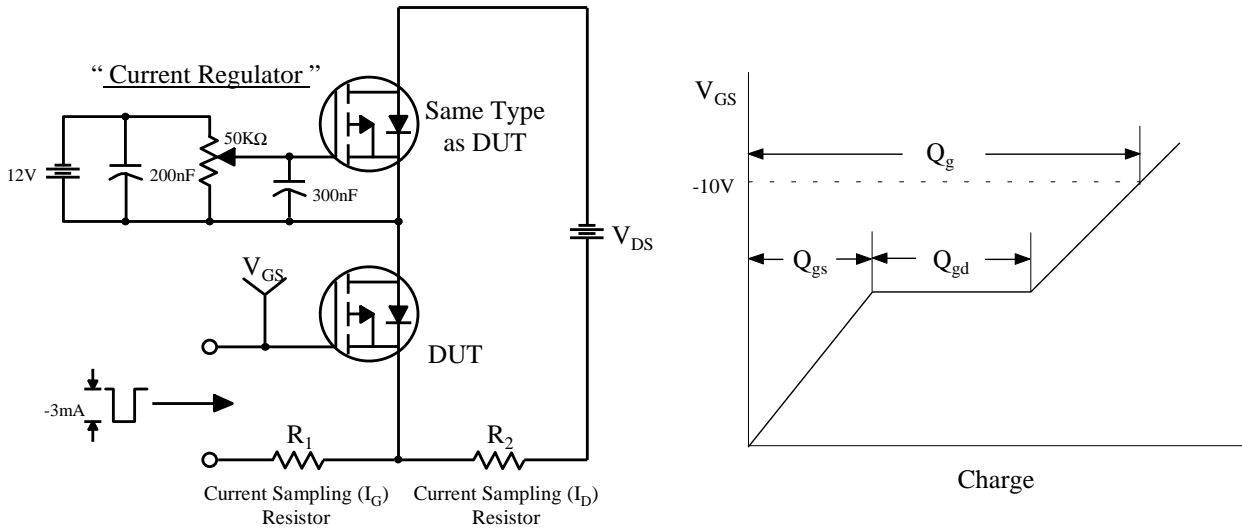 “ Current Regulator ”
Same Type
as DUT
50KΩ
12V
200nF
300nF
V_DS
V_GS
DUT
-3mA
R_1
R_2
Current Sampling (I_G)
Resistor
Current Sampling (I_D)
Resistor
V_GS
Q_g
-10V
Q_gs
Q_gd
Charge